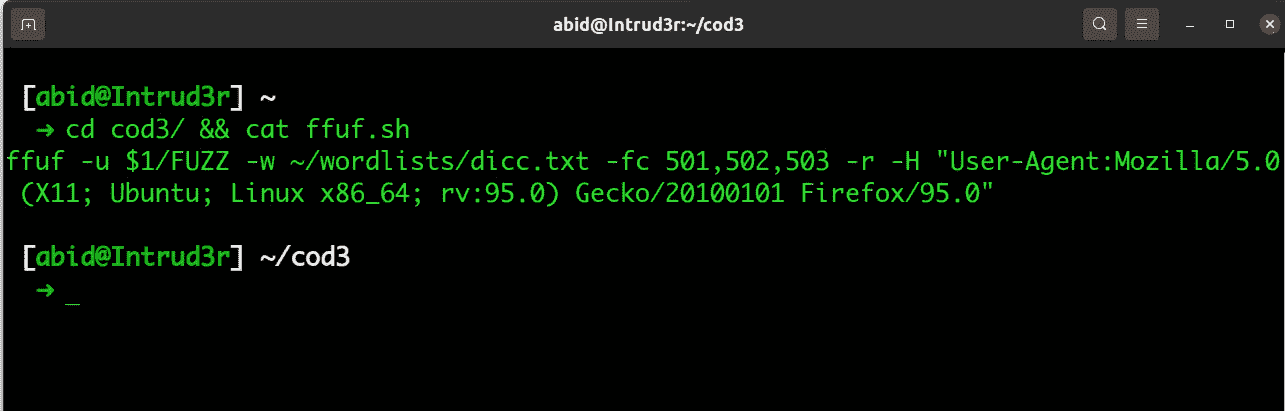 abid@Intrud3r:~/cod3
[abid@Intrud3r] ~
→ cd cod3/ && cat ffuf.sh
ffuf -u $1/FUZZ -w ~/wordlists/dicc.txt -fc 501,502,503 -r -H "User-Agent:Mozilla/5.0
(X11; Ubuntu; Linux x86_64; rv:95.0) Gecko/20100101 Firefox/95.0"
[abid@Intrud3r] ~/cod3
→ _